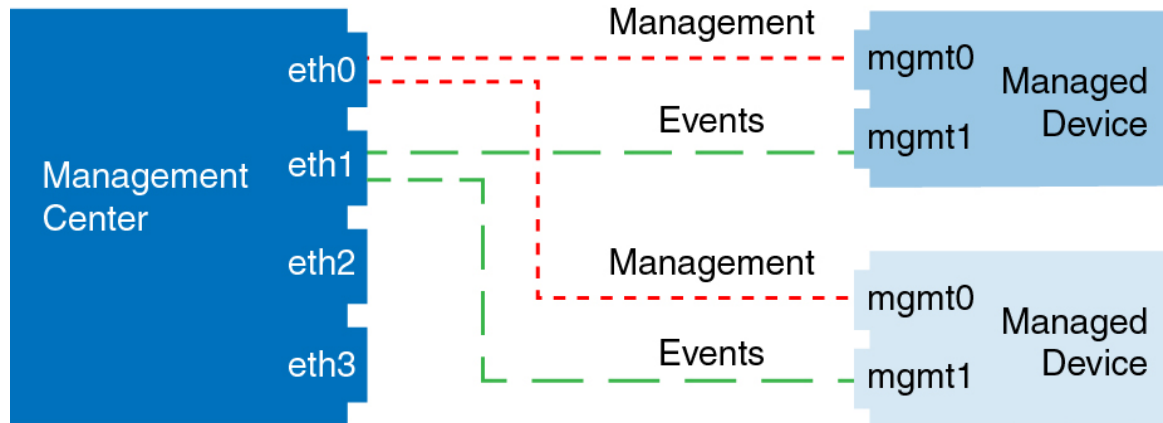 Management
Center
eth0
eth1
eth2
eth3
Management
Events
Management
Events
mgmt0
mgmt1
Managed
Device
mgmt0
mgmt1
Managed
Device